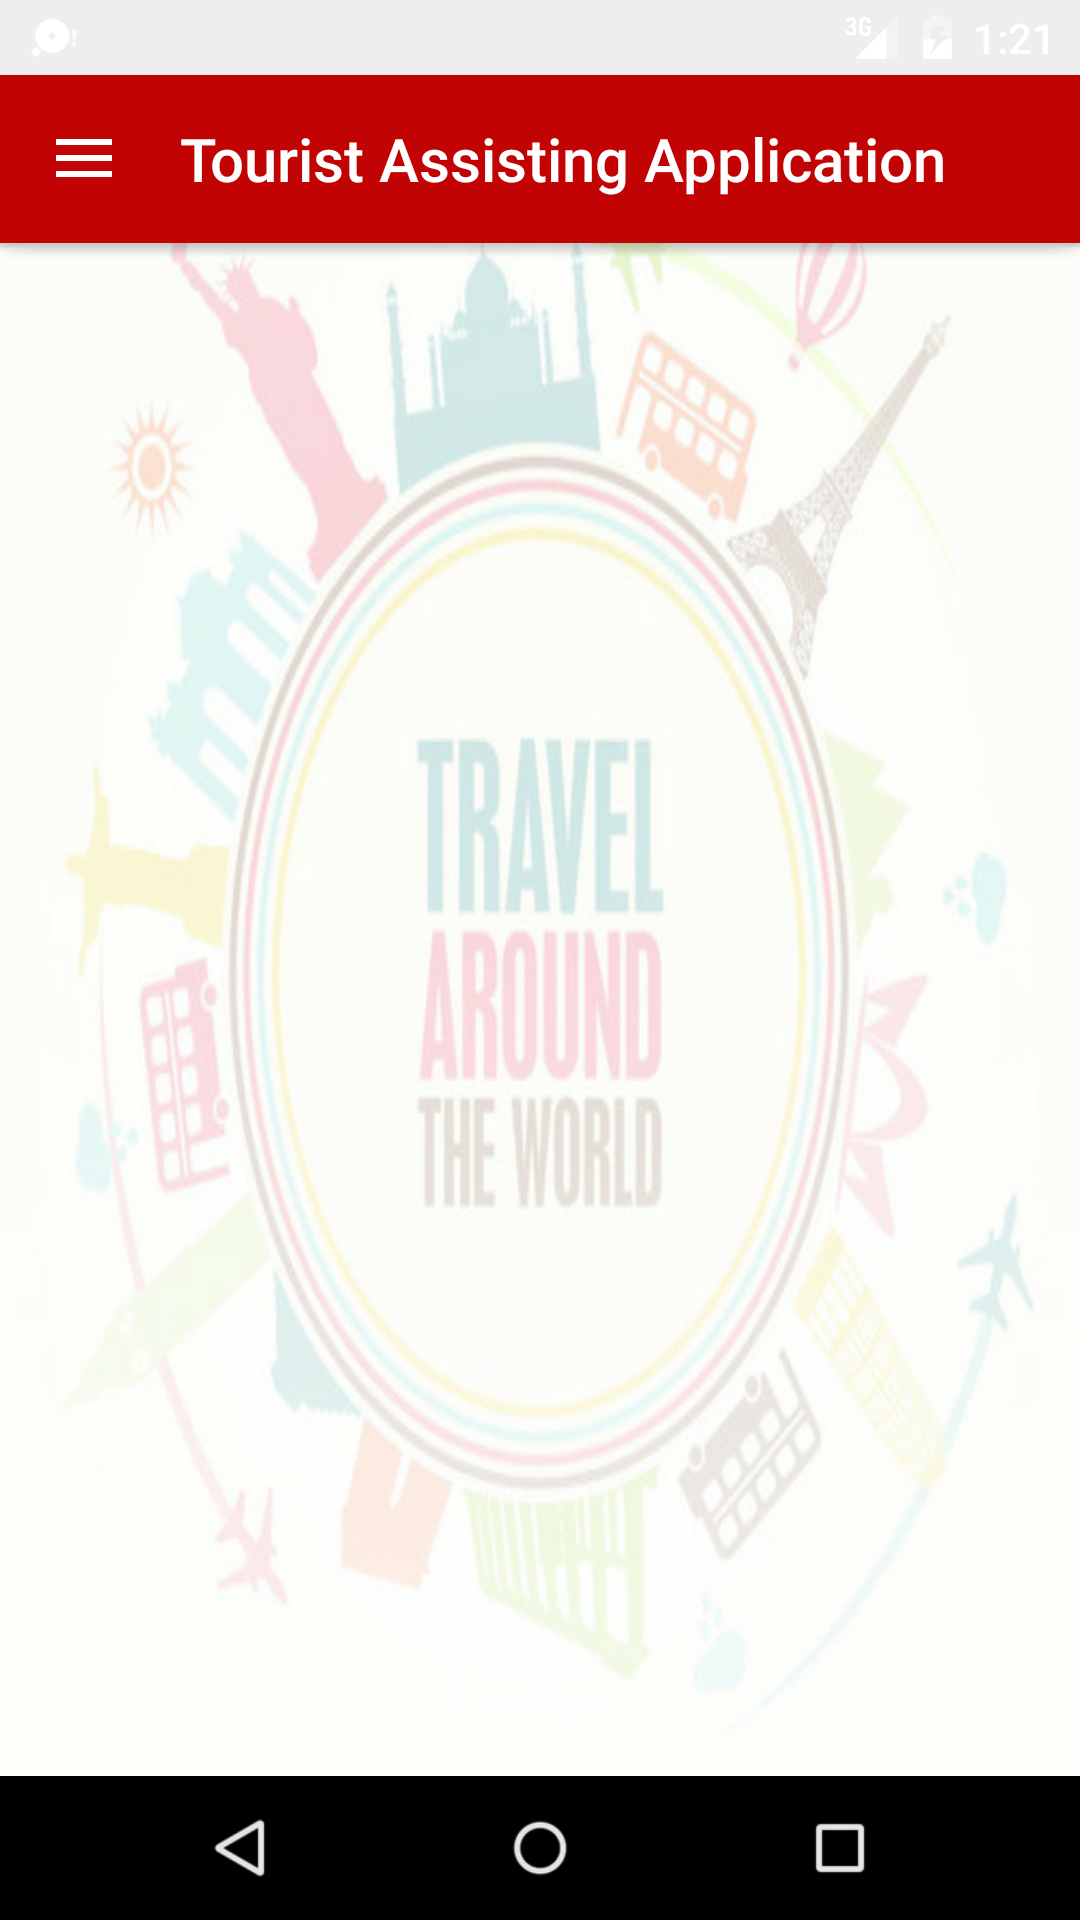 3G 1:21
Tourist Assisting Application
TRAVEL
AROUND
THE WORLD